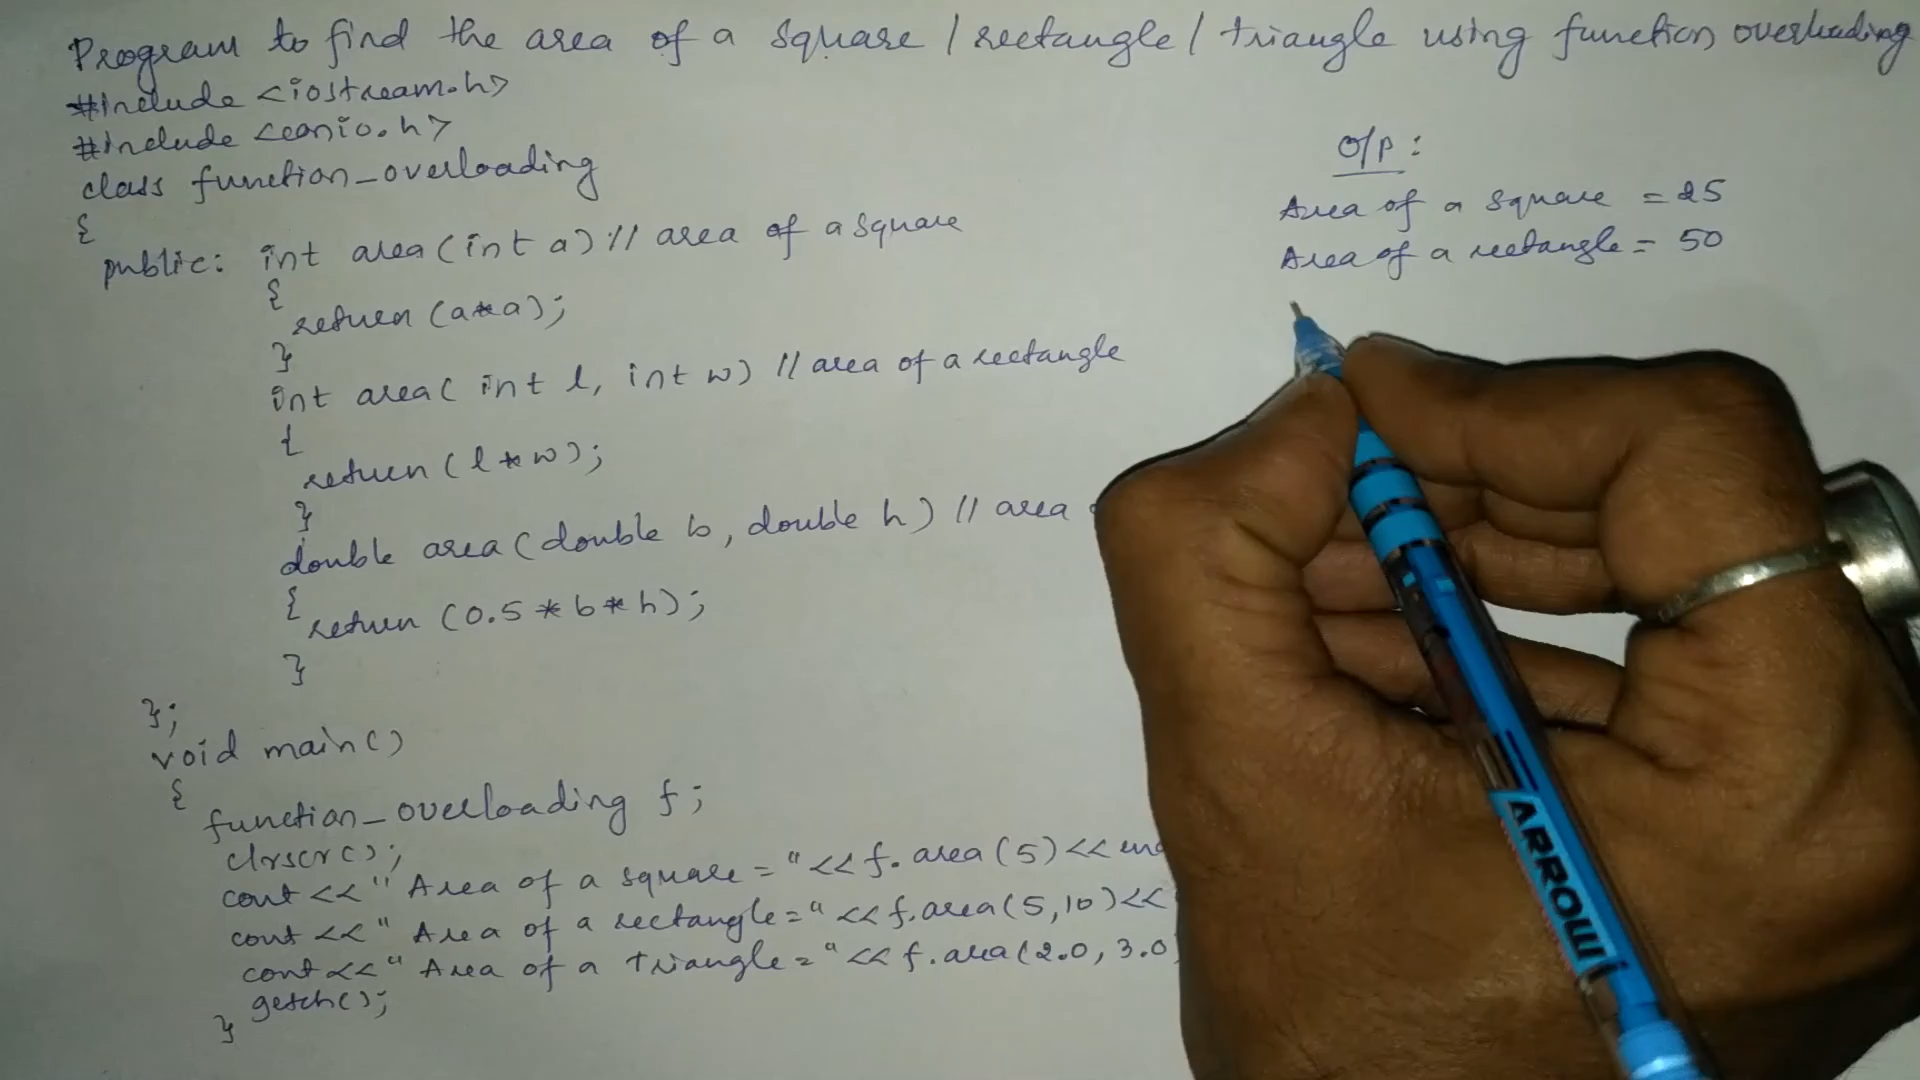 Program to find the area of a square / rectangle / triangle using function overloading
#include <iostream.h>
#include <conio.h>
class function_overloading
{
public: int area(int a) // area of a square
{
return (a*a);
}
int area( int l, int w) // area of a rectangle
{
return (l*w);
}
double area (double b, double h) // area
{
return (0.5*b*h);
}
};
void main()
{
function_overloading f;
clrscr();
cout <<" Area of a square = "<< f.area(5)<<
cout <<" Area of a rectangle = "<< f.area(5,10)<<
cout <<" Area of a triangle = "<< f.area(2.0, 3.0)
getch();
}
O/P :
Area of a square = 25
Area of a rectangle = 50
ARROW